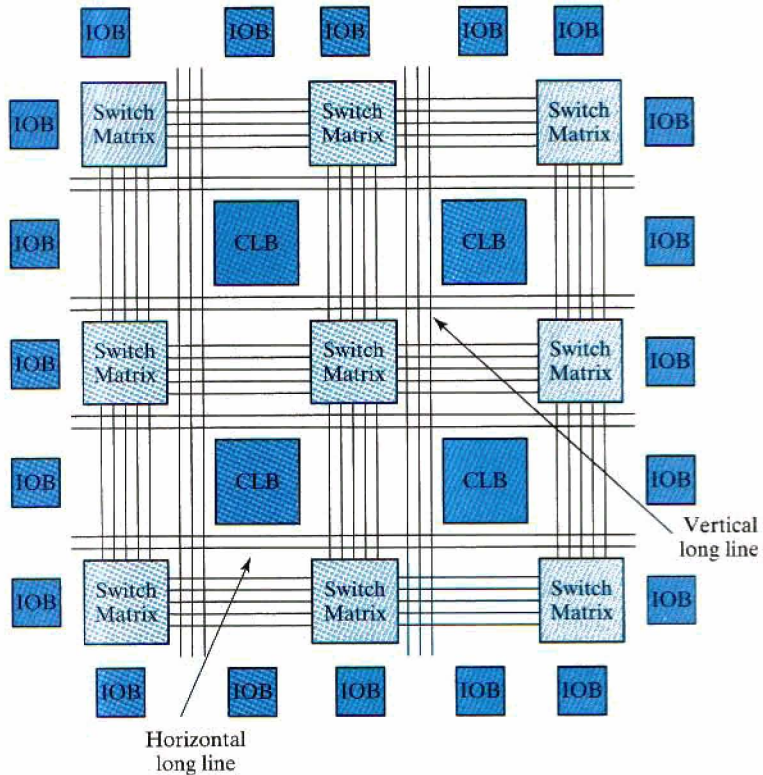 IOB IOB IOB IOB IOB
IOB Switch Matrix Switch Matrix Switch Matrix IOB
IOB CLB CLB IOB
IOB Switch Matrix Switch Matrix Switch Matrix IOB
IOB CLB CLB IOB
Vertical
long line
IOB Switch Matrix Switch Matrix Switch Matrix IOB
IOB IOB IOB IOB IOB
Horizontal
long line